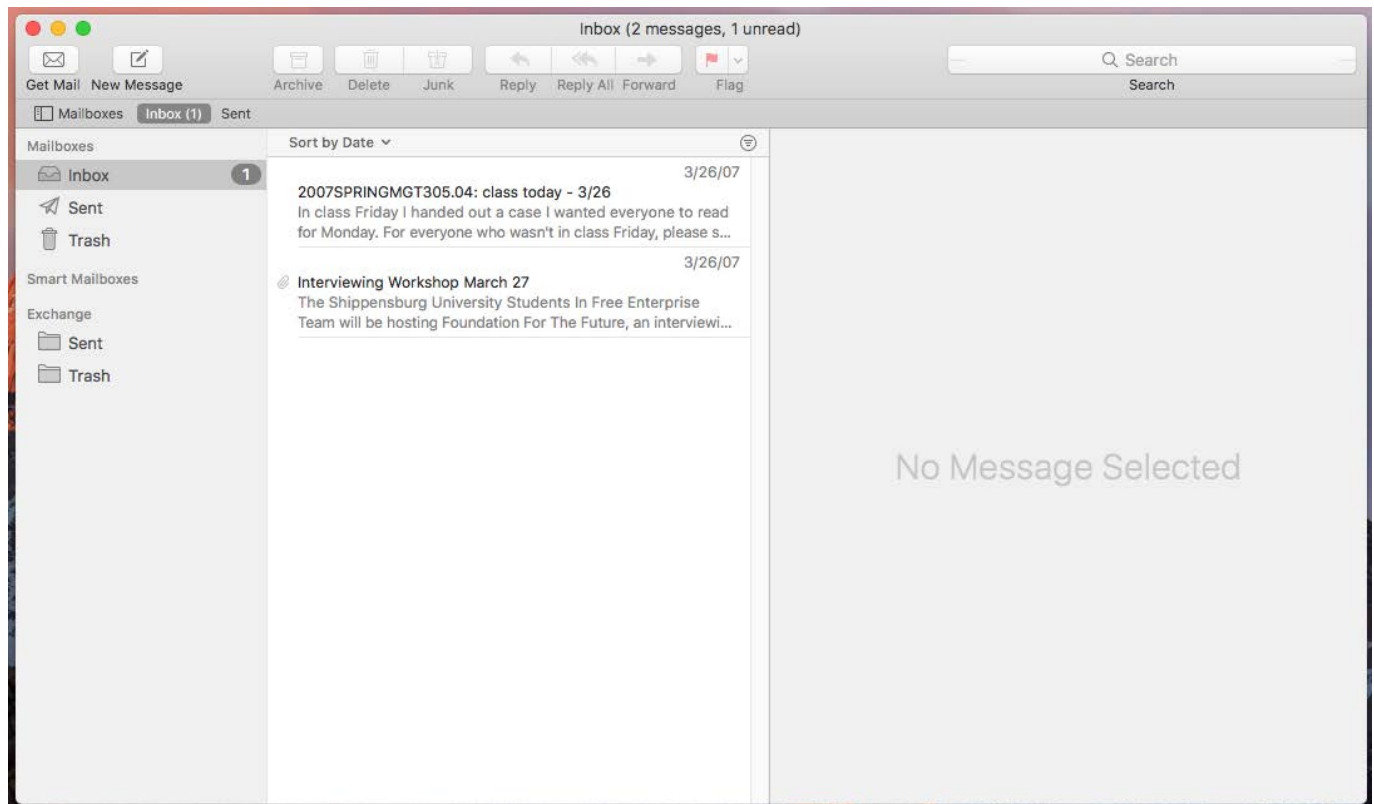 Inbox (2 messages, 1 unread)
Search
Get Mail New Message Archive Delete Junk Reply Reply All Forward Flag Search
Mailboxes Inbox (1) Sent
Mailboxes
Inbox 1
Sent
Trash
Smart Mailboxes
Exchange
Sent
Trash
Sort by Date
3/26/07
2007SPRINGMGT305.04: class today - 3/26
In class Friday I handed out a case I wanted everyone to read
for Monday. For everyone who wasn't in class Friday, please s...
3/26/07
Interviewing Workshop March 27
The Shippensburg University Students In Free Enterprise
Team will be hosting Foundation For The Future, an interviewi...
No Message Selected